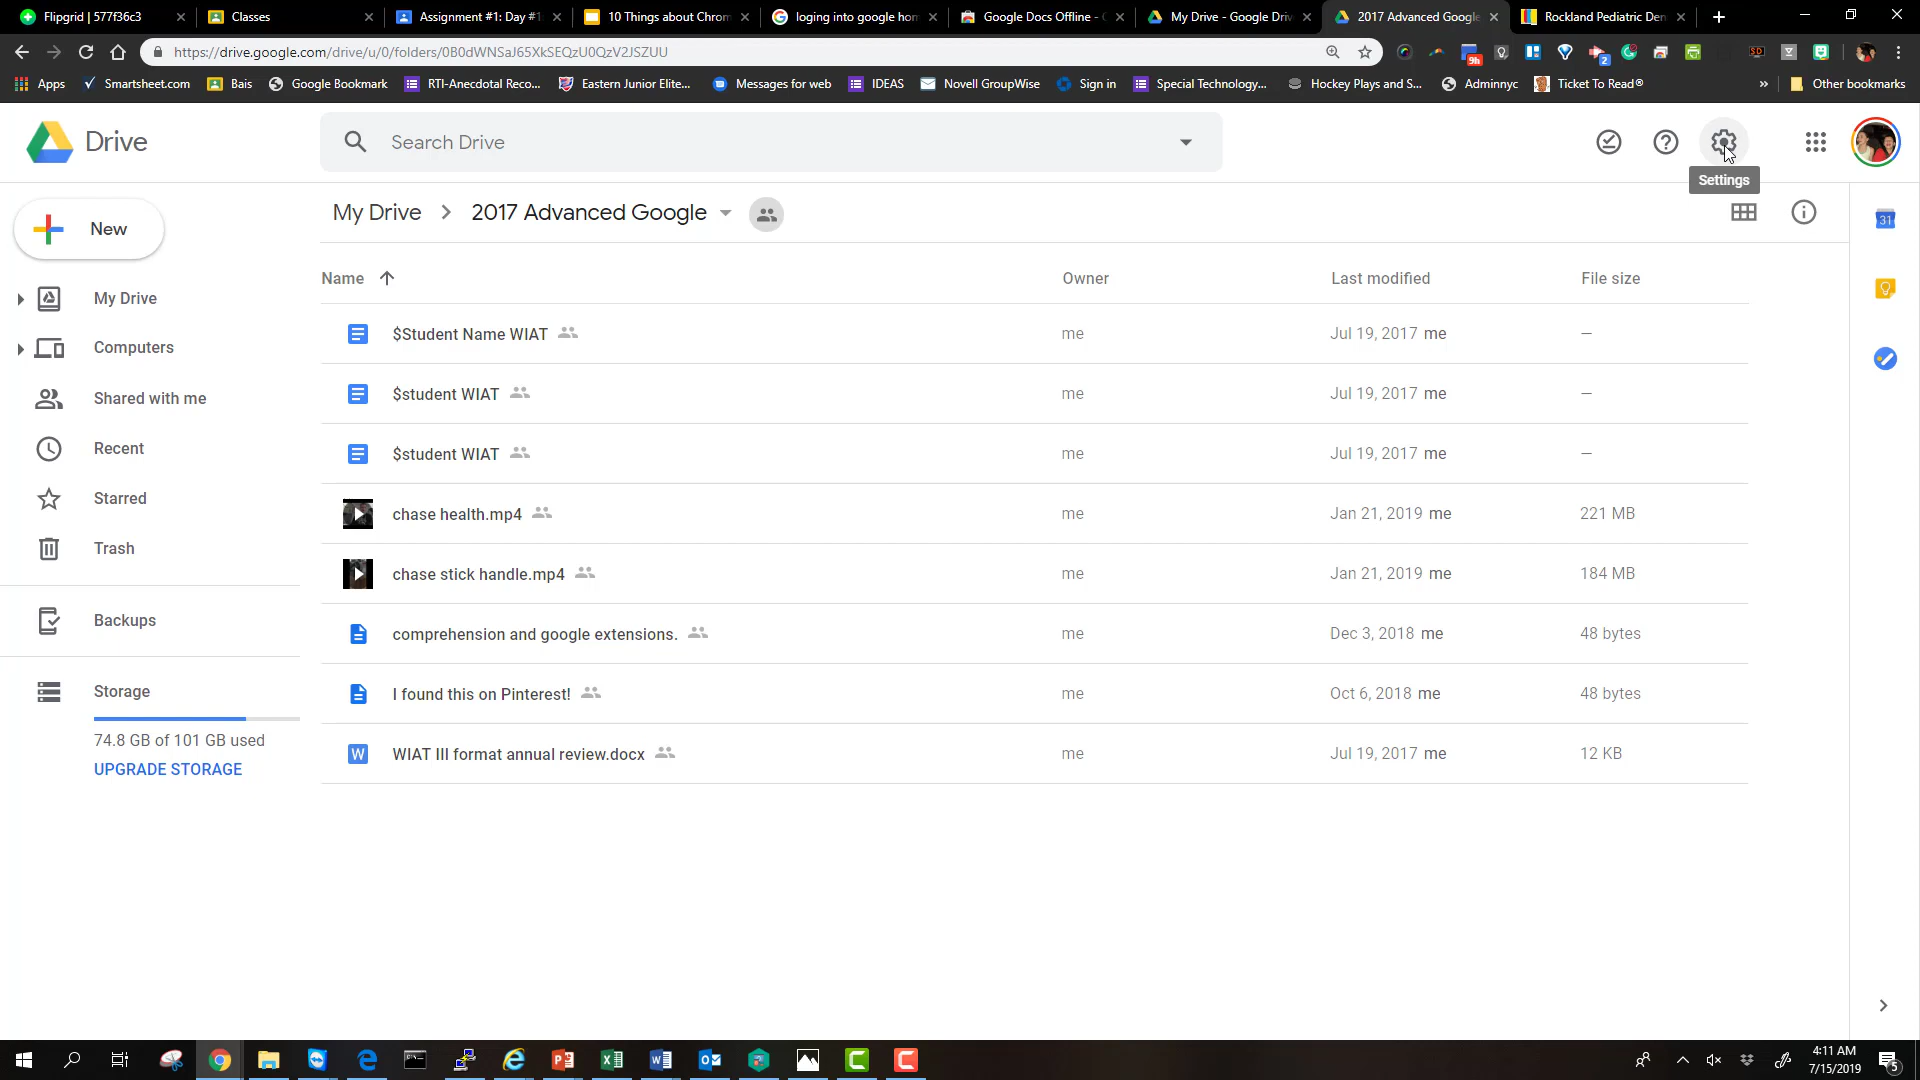 Flipgrid | 577f36c3
Classes
Assignment #1: Day #1
10 Things about Chrom
loging into google hom
Google Docs Offline -
My Drive - Google Driv
2017 Advanced Google
Rockland Pediatric Den
https://drive.google.com/drive/u/0/folders/0B0dWNSaJ65XkSEQzU0QzV2JSZUU
9h
2
SD
Apps
Smartsheet.com
Bais
Google Bookmark
RTI-Anecdotal Reco...
Eastern Junior Elite...
Messages for web
IDEAS
Novell GroupWise
Sign in
Special Technology...
Hockey Plays and S...
Adminnyc
Ticket To Read®
»
Other bookmarks
Drive
Search Drive
Settings
New
My Drive > 2017 Advanced Google
31
Name
Owner
Last modified
File size
My Drive
Computers
Shared with me
Recent
Starred
Trash
Backups
Storage
74.8 GB of 101 GB used
UPGRADE STORAGE
$Student Name WIAT me Jul 19, 2017 me —
$student WIAT me Jul 19, 2017 me —
$student WIAT me Jul 19, 2017 me —
chase health.mp4 me Jan 21, 2019 me 221 MB
chase stick handle.mp4 me Jan 21, 2019 me 184 MB
comprehension and google extensions. me Dec 3, 2018 me 48 bytes
I found this on Pinterest! me Oct 6, 2018 me 48 bytes
W WIAT III format annual review.docx me Jul 19, 2017 me 12 KB
4:11 AM
7/15/2019
5